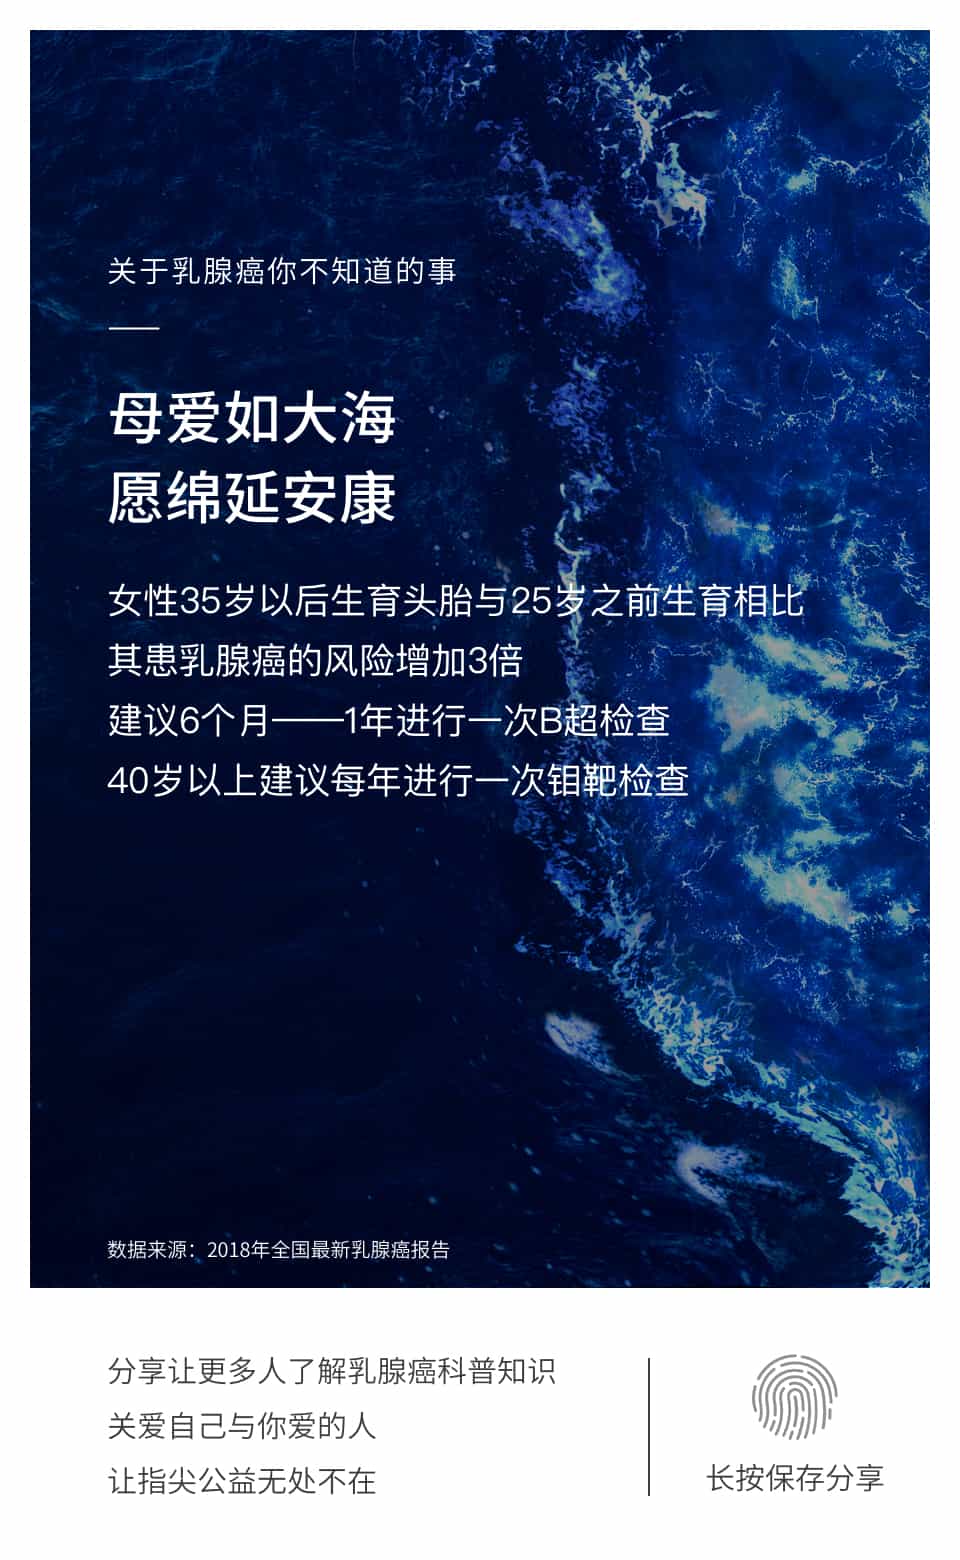 关于乳腺癌你不知道的事
母爱如大海
愿绵延安康
女性35岁以后生育头胎与25岁之前生育相比
其患乳腺癌的风险增加3倍
建议6个月——1年进行一次B超检查
40岁以上建议每年进行一次钼靶检查
数据来源：2018年全国最新乳腺癌报告
分享让更多人了解乳腺癌科普知识
关爱自己与你爱的人
让指尖公益无处不在
长按保存分享